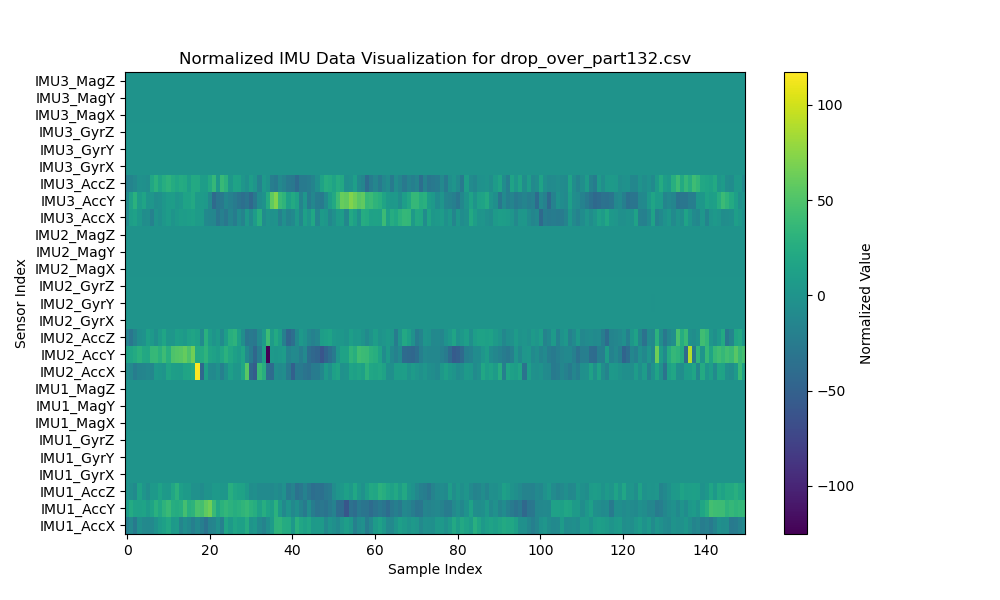 Normalized IMU Data Visualization for drop_over_part132.csv
Sensor Index
IMU3_MagZ
IMU3_MagY
IMU3_MagX
IMU3_GyrZ
IMU3_GyrY
IMU3_GyrX
IMU3_AccZ
IMU3_AccY
IMU3_AccX
IMU2_MagZ
IMU2_MagY
IMU2_MagX
IMU2_GyrZ
IMU2_GyrY
IMU2_GyrX
IMU2_AccZ
IMU2_AccY
IMU2_AccX
IMU1_MagZ
IMU1_MagY
IMU1_MagX
IMU1_GyrZ
IMU1_GyrY
IMU1_GyrX
IMU1_AccZ
IMU1_AccY
IMU1_AccX
0 20 40 60 80 100 120 140
Sample Index
100
50
0
−50
−100
Normalized Value